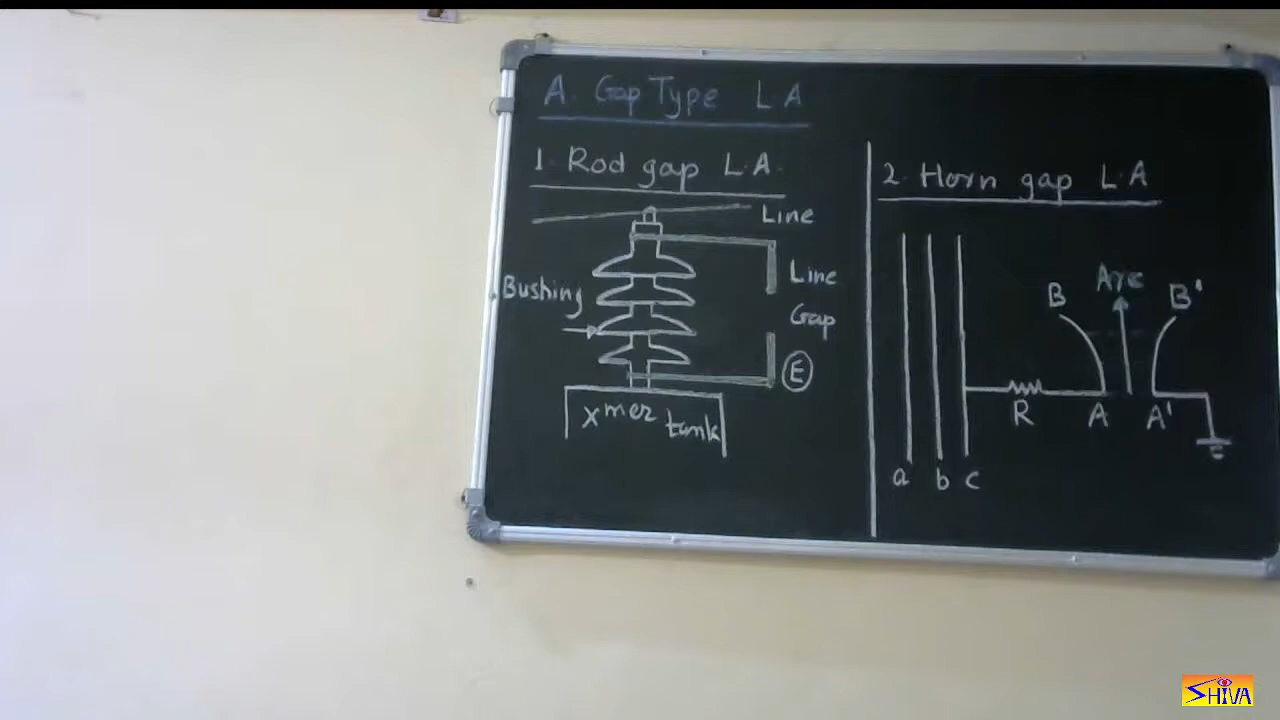 A. Gap Type L A
1. Rod gap L.A.
Line
Bushing
Line
Gap
E
Xmer tank
2. Horn gap L.A
B Arc B'
R A A'
E
a b c
SHIVA